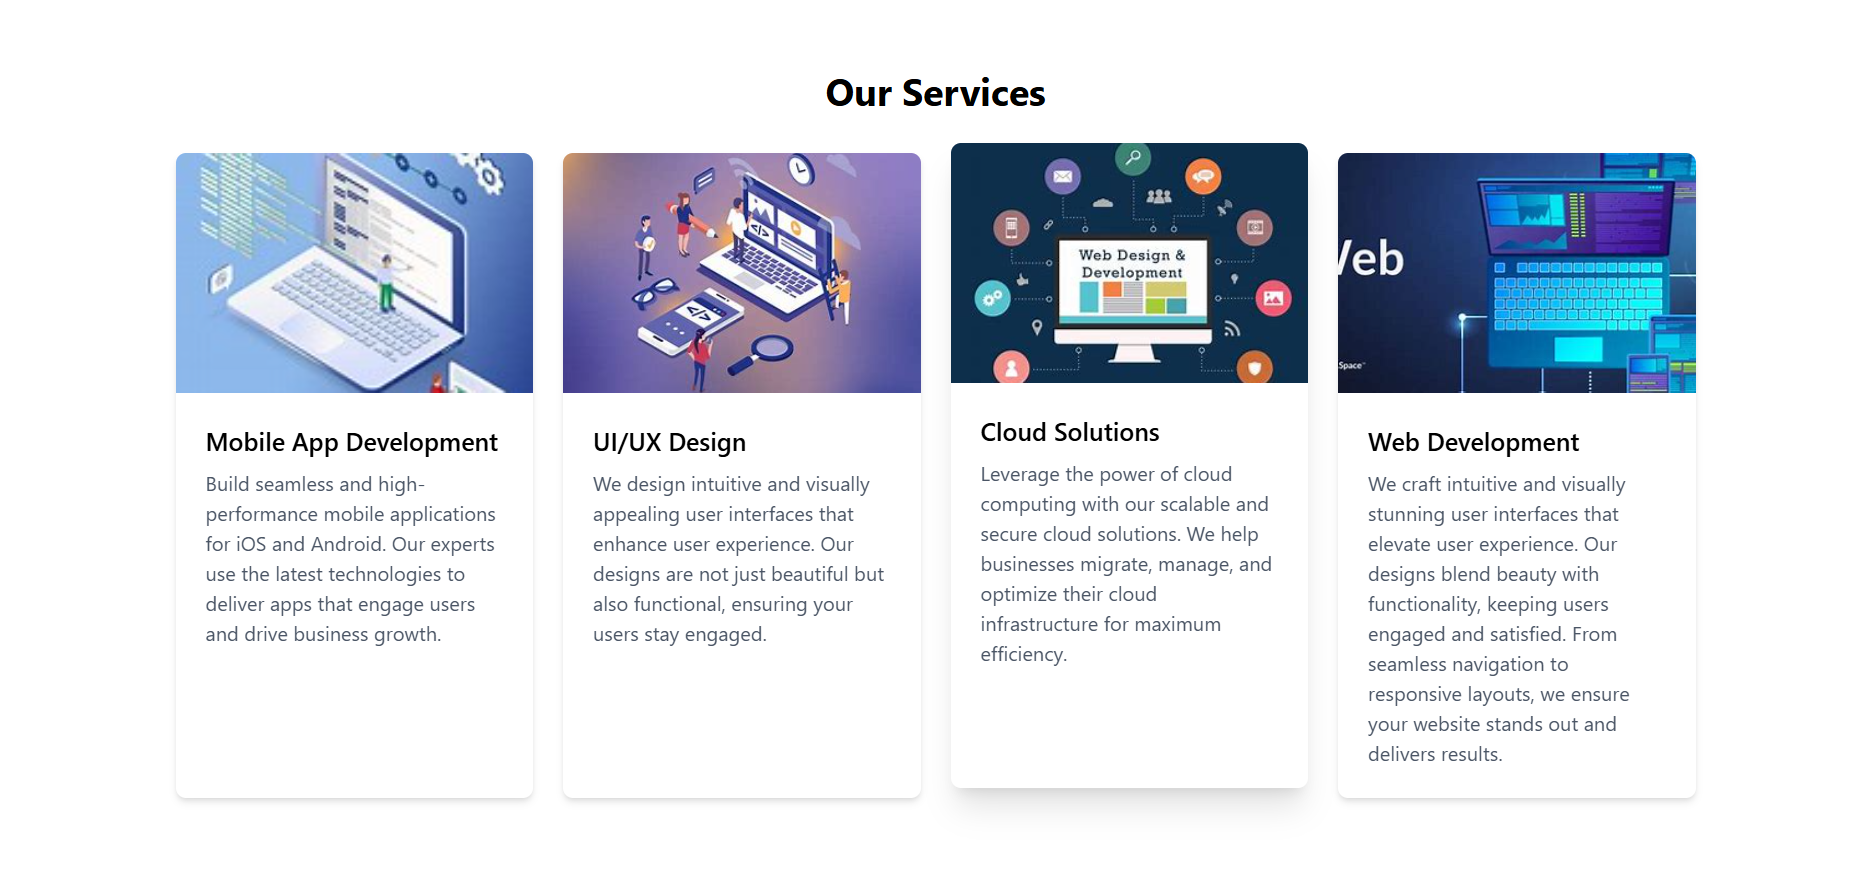 Our Services
Web Design &
Development
Web
Space™
</>
</>
Mobile App Development
Build seamless and high-
performance mobile applications
for iOS and Android. Our experts
use the latest technologies to
deliver apps that engage users
and drive business growth.
UI/UX Design
We design intuitive and visually
appealing user interfaces that
enhance user experience. Our
designs are not just beautiful but
also functional, ensuring your
users stay engaged.
Cloud Solutions
Leverage the power of cloud
computing with our scalable and
secure cloud solutions. We help
businesses migrate, manage, and
optimize their cloud
infrastructure for maximum
efficiency.
Web Development
We craft intuitive and visually
stunning user interfaces that
elevate user experience. Our
designs blend beauty with
functionality, keeping users
engaged and satisfied. From
seamless navigation to
responsive layouts, we ensure
your website stands out and
delivers results.